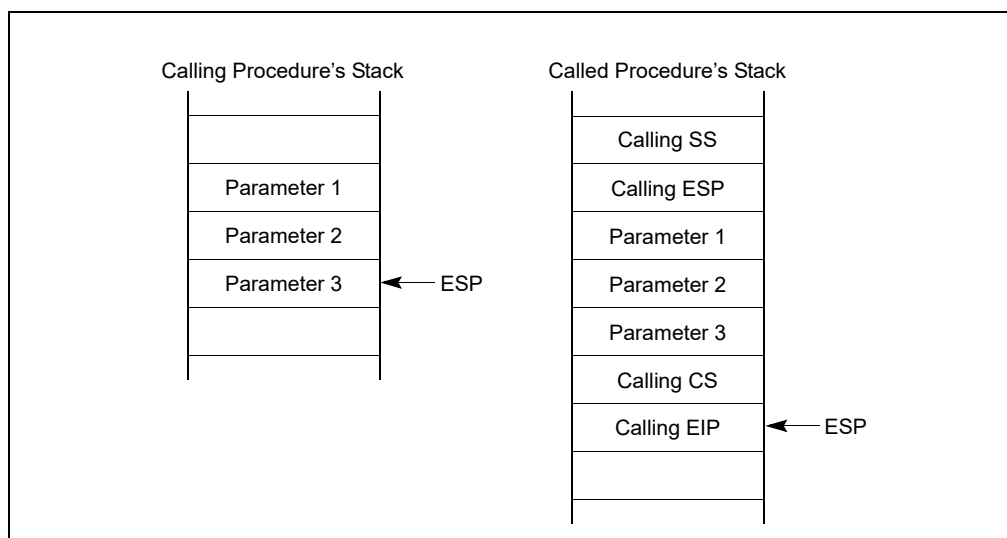 Calling Procedure’s Stack
Parameter 1
Parameter 2
Parameter 3
ESP
Called Procedure’s Stack
Calling SS
Calling ESP
Parameter 1
Parameter 2
Parameter 3
Calling CS
Calling EIP
ESP